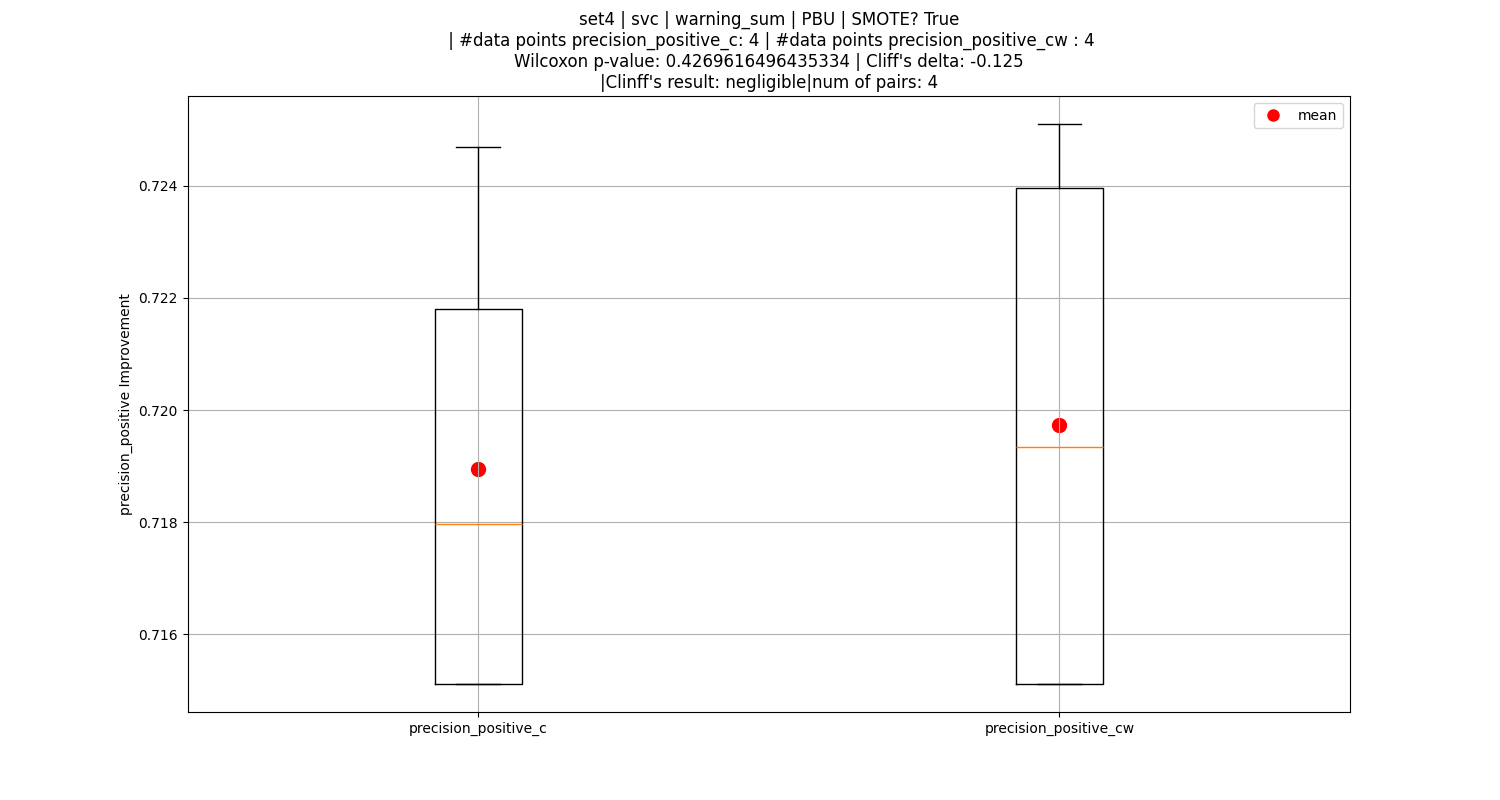 set4 | svc | warning_sum | PBU | SMOTE? True
| #data points precision_positive_c: 4 | #data points precision_positive_cw : 4
Wilcoxon p-value: 0.4269616496435334 | Cliff's delta: -0.125
|Clinff's result: negligible|num of pairs: 4
mean
precision_positive Improvement
0.724
0.722
0.720
0.718
0.716
precision_positive_c
precision_positive_cw